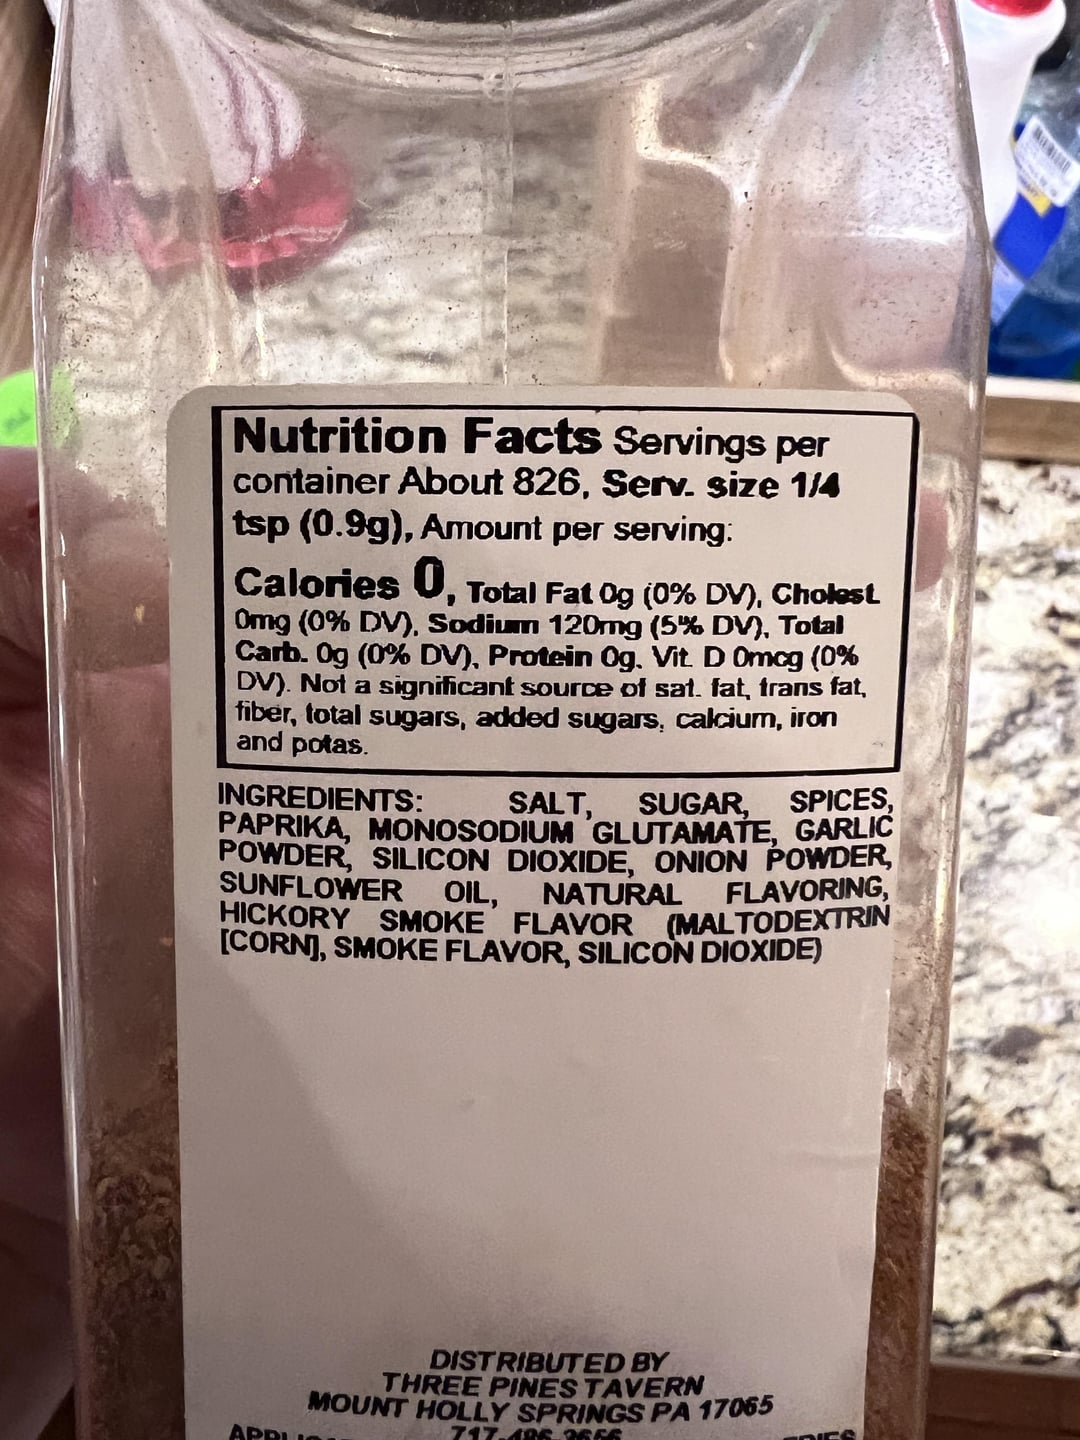 Nutrition Facts Servings per
container About 826, Serv. size 1/4
tsp (0.9g), Amount per serving:
Calories 0, Total Fat 0g (0% DV), Cholest.
0mg (0% DV), Sodium 120mg (5% DV), Total
Carb. 0g (0% DV), Protein 0g, Vit. D 0mcg (0%
DV). Not a significant source of sat. fat, trans fat,
fiber, total sugars, added sugars, calcium, iron
and potas.
INGREDIENTS: SALT, SUGAR, SPICES,
PAPRIKA, MONOSODIUM GLUTAMATE, GARLIC
POWDER, SILICON DIOXIDE, ONION POWDER,
SUNFLOWER OIL, NATURAL FLAVORING,
HICKORY SMOKE FLAVOR (MALTODEXTRIN
[CORN], SMOKE FLAVOR, SILICON DIOXIDE)
DISTRIBUTED BY
THREE PINES TAVERN
MOUNT HOLLY SPRINGS PA 17065
717-486-3656